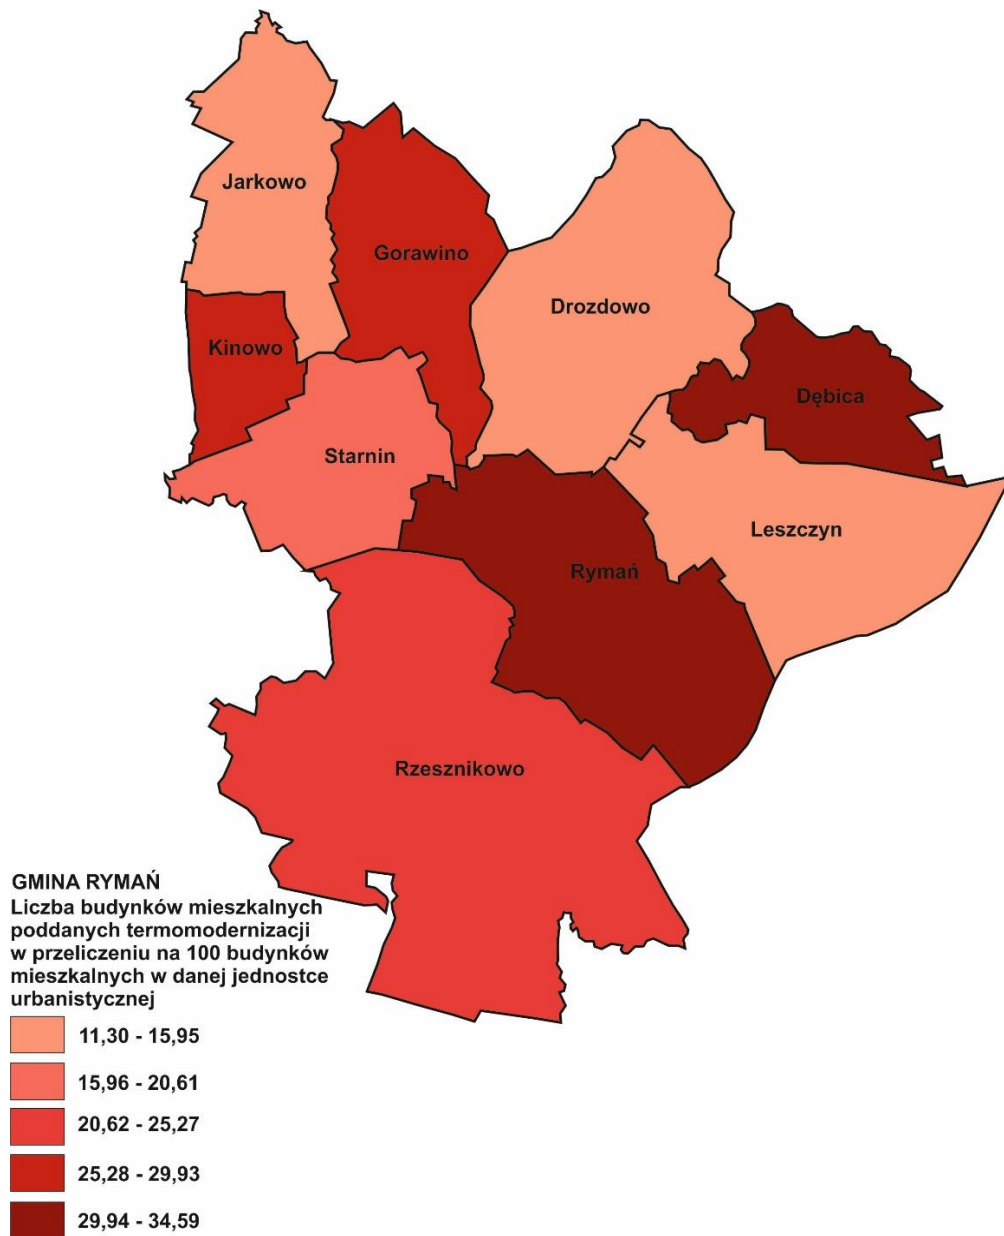 Jarkowo
Gorawino
Drozdowo
Kinowo
Dębica
Starnin
Leszczyn
Rymań
Rzesznikowo
GMINA RYMAŃ
Liczba budynków mieszkalnych
poddanych termomodernizacji
w przeliczeniu na 100 budynków
mieszkalnych w danej jednostce
urbanistycznej
11,30 - 15,95
15,96 - 20,61
20,62 - 25,27
25,28 - 29,93
29,94 - 34,59